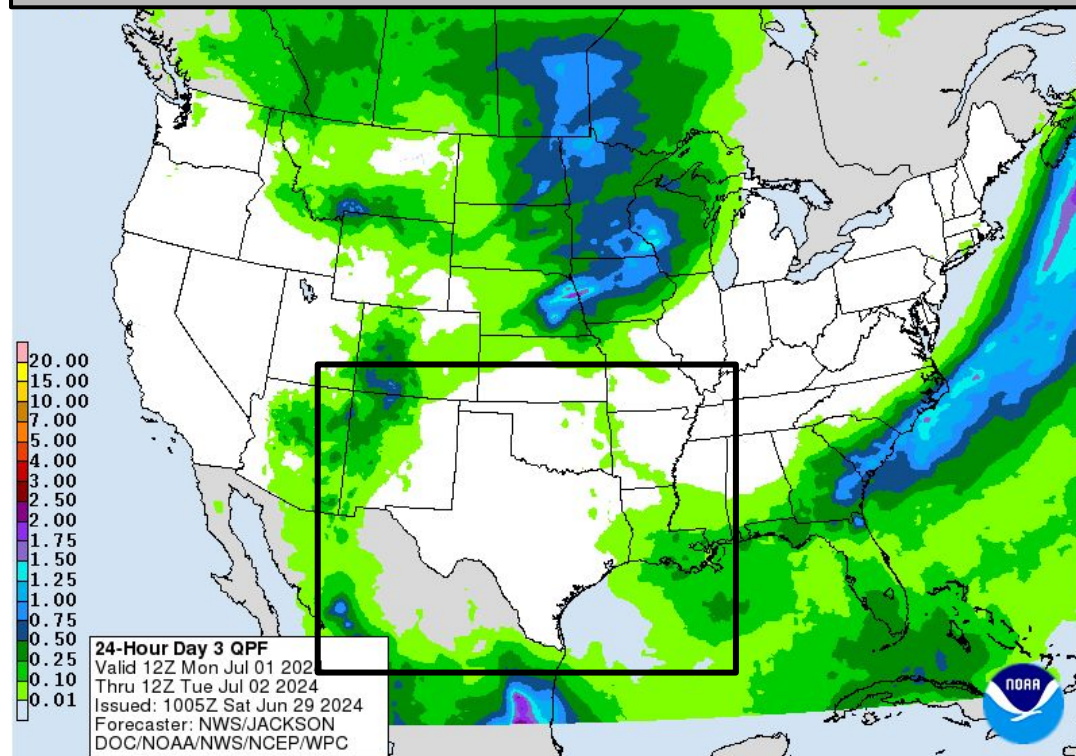 20.00
15.00
10.00
7.00
5.00
4.00
3.00
2.50
2.00
1.75
1.50
1.25
1.00
0.75
0.50
0.25
0.10
0.01
24-Hour Day 3 QPF
Valid 12Z Mon Jul 01 202
Thru 12Z Tue Jul 02 2024
Issued: 1005Z Sat Jun 29 2024
Forecaster: NWS/JACKSON
DOC/NOAA/NWS/NCEP/WPC
NOAA